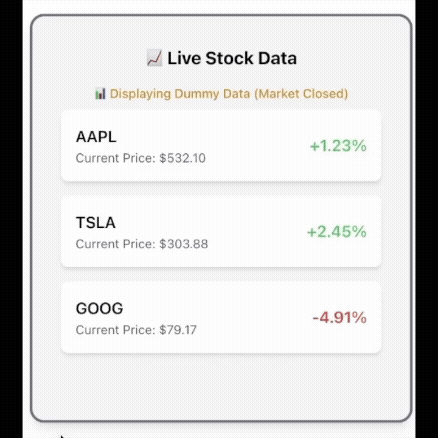 📈 Live Stock Data
📊 Displaying Dummy Data (Market Closed)
AAPL
Current Price: $532.10
+1.23%
TSLA
Current Price: $303.88
+2.45%
GOOG
Current Price: $79.17
-4.91%